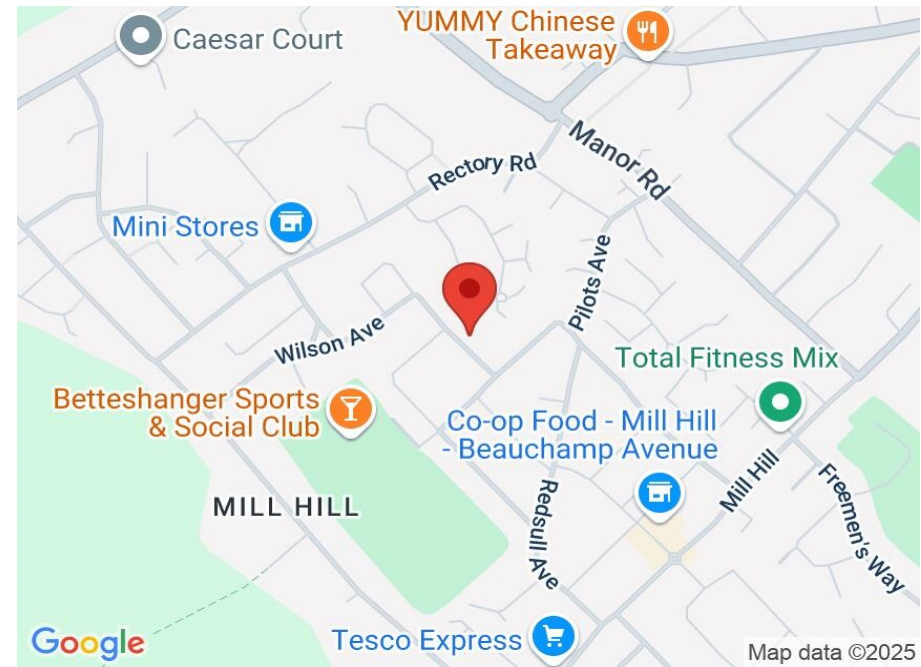 YUMMY Chinese
Takeaway
Caesar Court
Manor Rd
Rectory Rd
Mini Stores
Pilots Ave
Wilson Ave
Total Fitness Mix
Betteshanger Sports
& Social Club
Co-op Food - Mill Hill
- Beauchamp Avenue
MILL HILL
Mill Hill
Freemen's Way
Redsull Ave
Tesco Express
Google
Map data ©2025